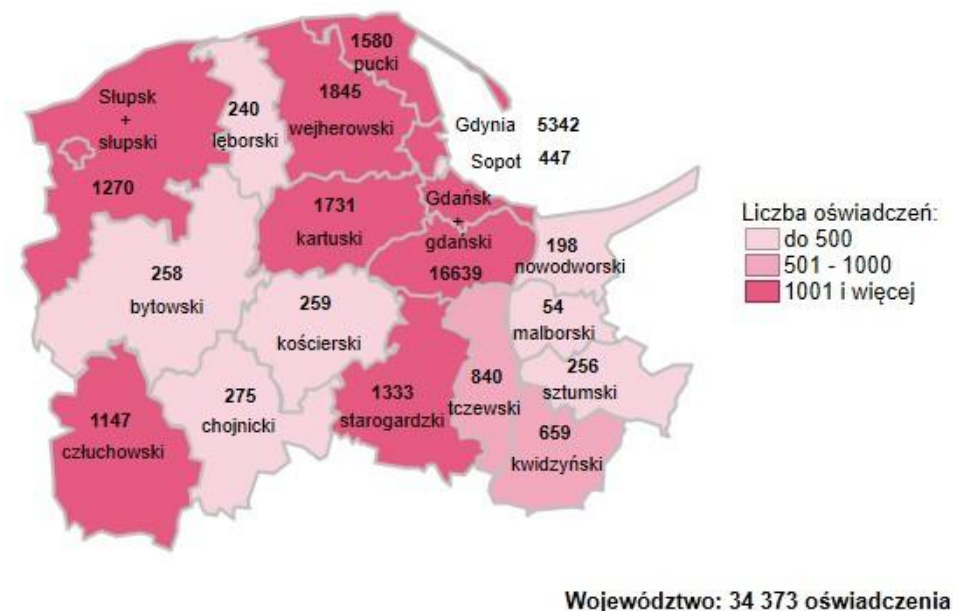 1580
pucki
Słupsk
+
słupski
1270
240
lęborski
1845
wejherowski
Gdynia 5342
Sopot 447
1731
kartuski
Gdańsk
+
gdański
16639
198
nowodworski
258
bytowski
259
kościerski
54
malborski
256
sztumski
275
chojnicki
1333
starogardzki
840
tczewski
659
kwidzyński
1147
człuchowski
Liczba oświadczeń:
do 500
501 - 1000
1001 i więcej
Województwo: 34 373 oświadczenia